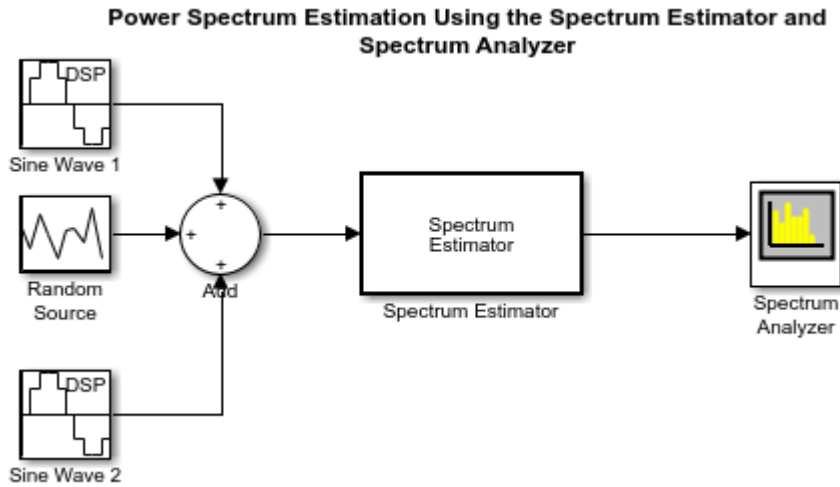 Power Spectrum Estimation Using the Spectrum Estimator and
Spectrum Analyzer
DSP
Sine Wave 1
Random
Source
+
+
+
Add
Spectrum
Estimator
Spectrum Estimator
Spectrum
Analyzer
DSP
Sine Wave 2